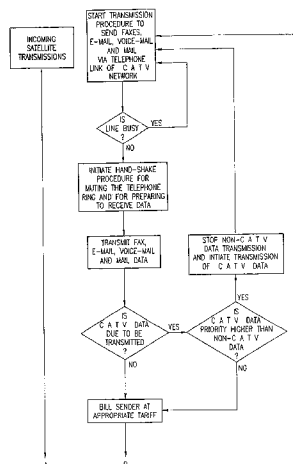 START TRANSMISSION
PROCEDURE TO
SEND FAXES,
E-MAIL, VOICE-MAIL
AND MAIL
VIA TELEPHONE
LINK OF C A T V
NETWORK
INCOMING
SATELLITE
TRANSMISSIONS
IS
LINE BUSY
?
YES
NO
INITIATE HAND-SHAKE
PROCEDURE FOR
MUTING THE TELEPHONE
RING AND FOR PREPARING
TO RECEIVE DATA
TRANSMIT FAX,
E-MAIL, VOICE-MAIL
AND MAIL DATA
STOP NON-C A T V
DATA TRANSMISSION
AND INTIATE TRANSMISSION
OF C A T V DATA
YES
IS
C A T V DATA
DUE TO BE
TRANSMITTED
?
YES
IS
C A T V DATA
PRIORITY HIGHER THAN
NON-C A T V
DATA
?
NO
NO
BILL SENDER AT
APPROPRIATE TARIFF